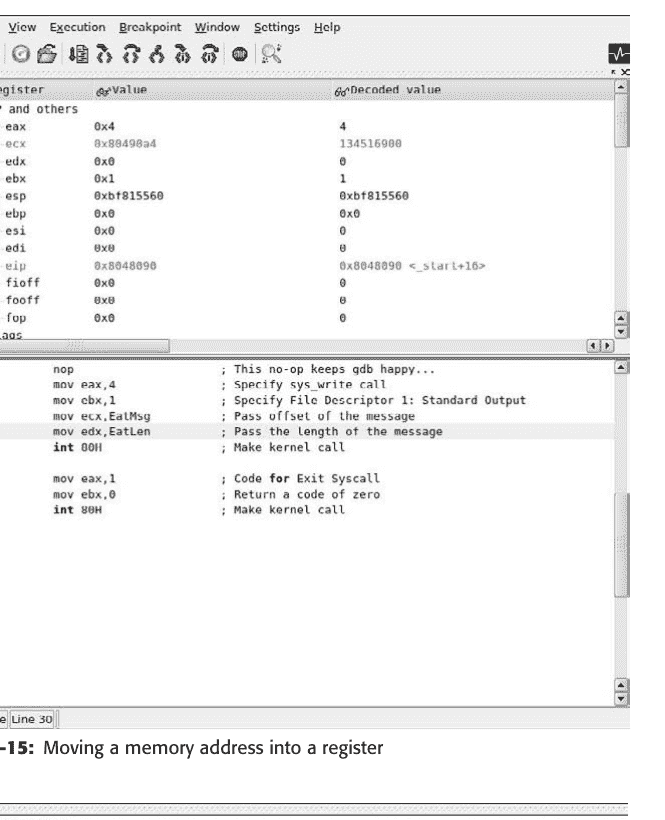 View Execution Breakpoint Window Settings Help
egister Value Decoded value
and others
eax 0x4 4
ecx 0x80490a4 134516900
edx 0x0 0
ebx 0x1 1
esp 0xbf815560 0xbf815560
ebp 0x0 0x0
esi 0x0 0
edi 0x0 0
eip 0x8048090 0x8048090 <_start+16>
fioff 0x0 0
fooff 0x0 0
fop 0x0 0
ags
nop ; This no-op keeps gdb happy...
mov eax,4 ; Specify sys_write call
mov ebx,1 ; Specify File Descriptor 1: Standard Output
mov ecx,EatMsg ; Pass offset of the message
mov edx,EatLen ; Pass the length of the message
int 80H ; Make kernel call
mov eax,1 ; Code for Exit Syscall
mov ebx,0 ; Return a code of zero
int 80H ; Make kernel call
e Line 30
-15: Moving a memory address into a register